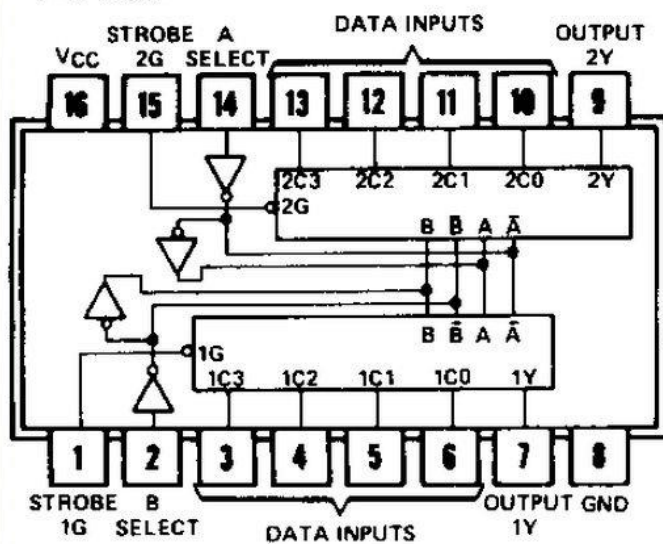 DATA INPUTS
STROBE A OUTPUT
VCC 2G SELECT 2Y
16 15 14 13 12 11 10 9
2C3 2C2 2C1 2C0 2Y
2G
B B̅ A A̅
B B̅ A A̅
1G
1C3 1C2 1C1 1C0 1Y
1 2 3 4 5 6 7 8
STROBE B OUTPUT GND
1G SELECT DATA INPUTS 1Y